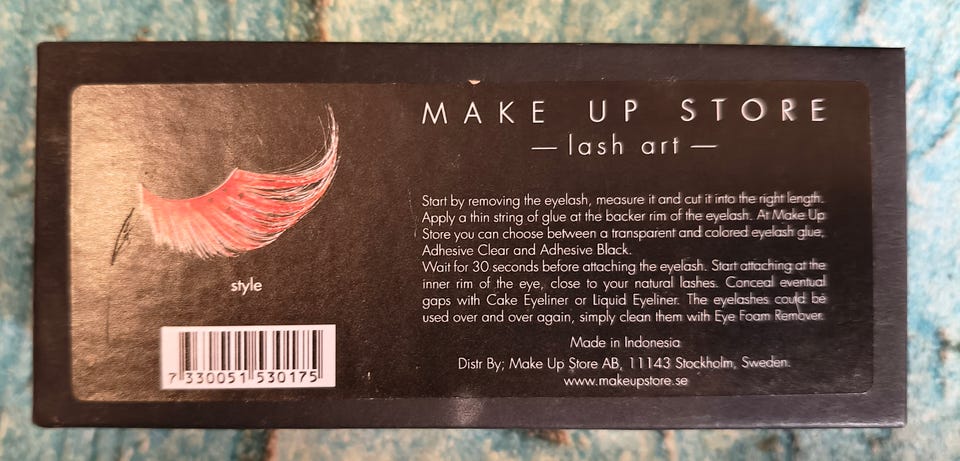 MAKE UP STORE
— lash art —
Start by removing the eyelash, measure it and cut it into the right length.
Apply a thin string of glue at the backer rim of the eyelash. At Make Up
Store you can choose between a transparent and colored eyelash glue,
Adhesive Clear and Adhesive Black.
Wait for 30 seconds before attaching the eyelash. Start attaching at the
inner rim of the eye, close to your natural lashes. Conceal eventual
gaps with Cake Eyeliner or Liquid Eyeliner. The eyelashes could be
used over and over again, simply clean them with Eye Foam Remover.
Made in Indonesia
Distr By; Make Up Store AB, 11143 Stockholm, Sweden.
www.makeupstore.se
style
7 330051 530175